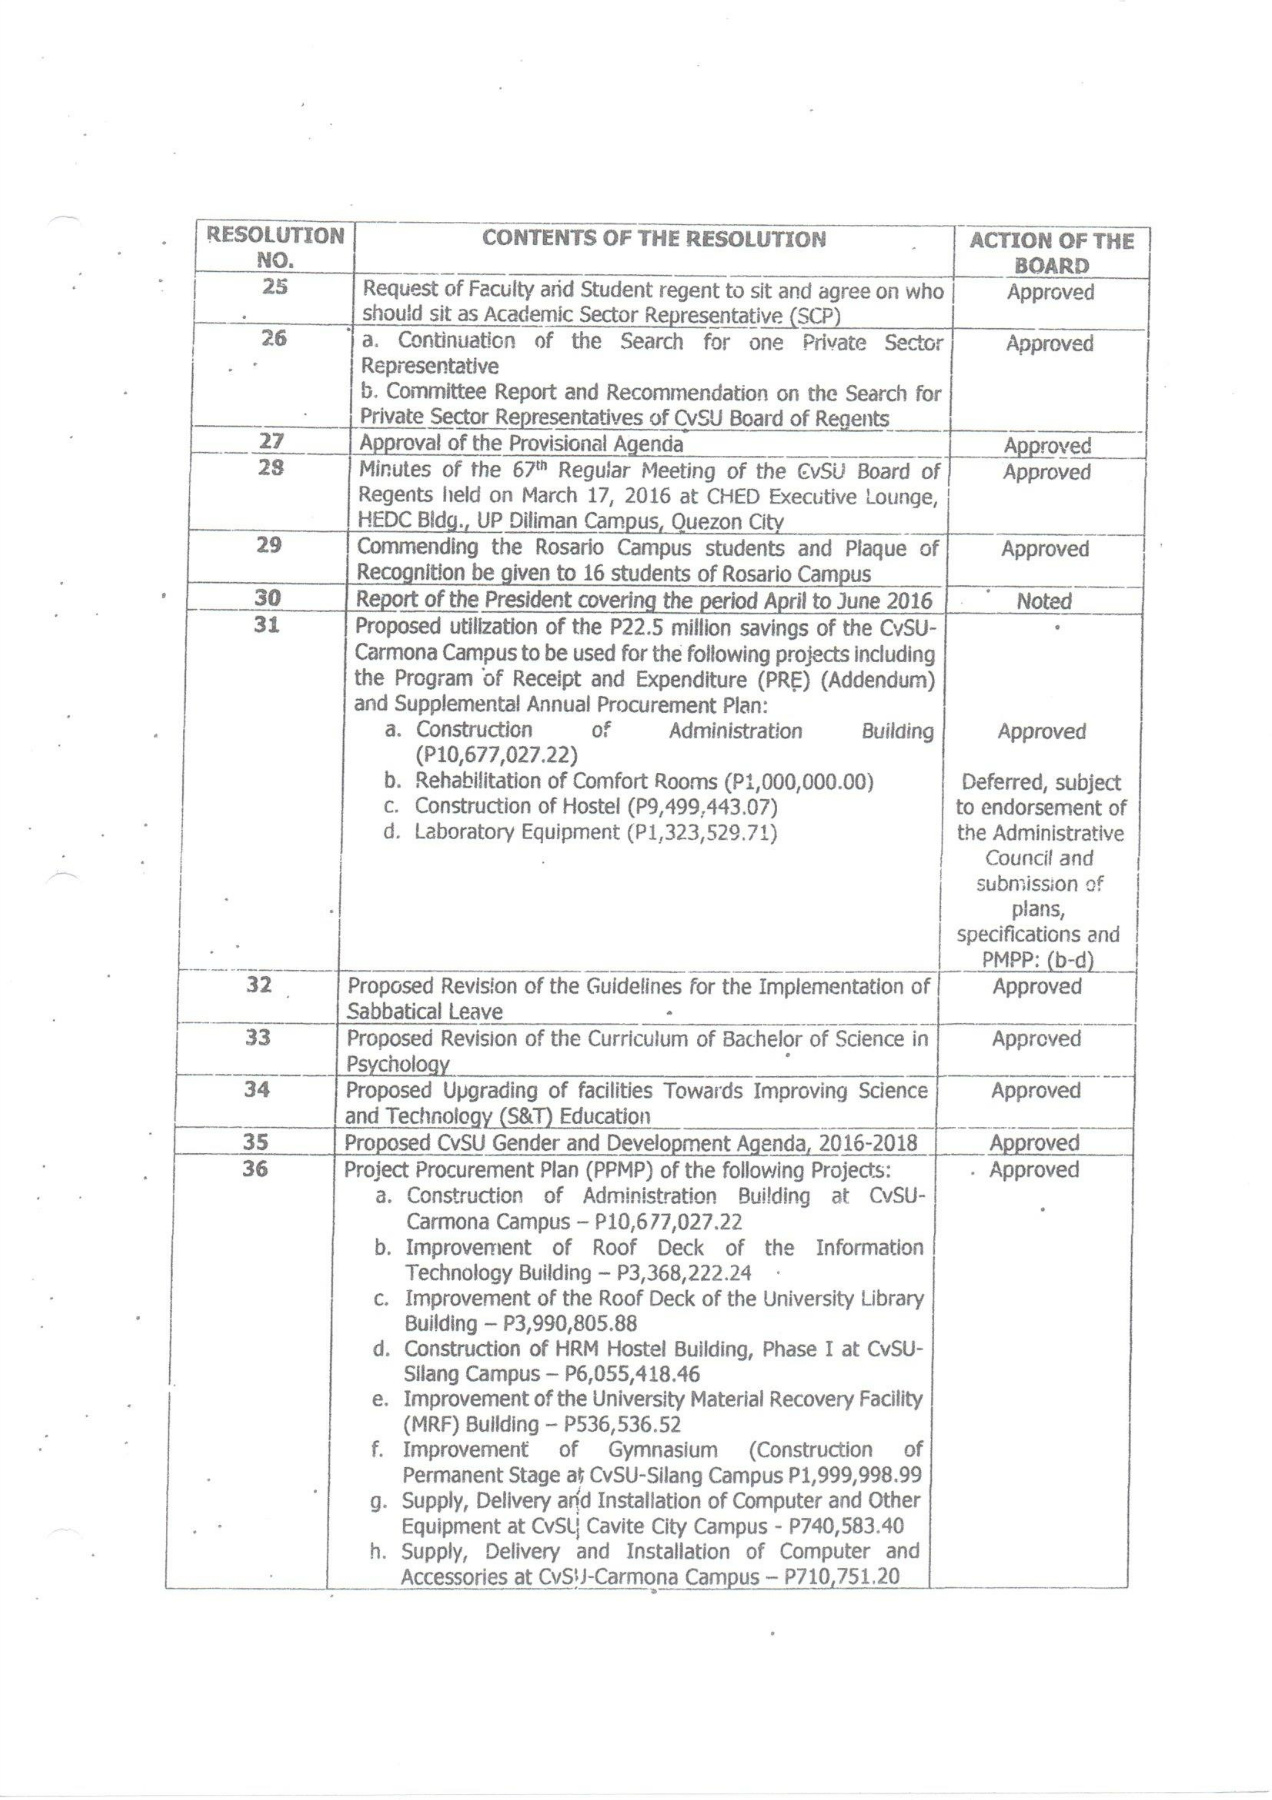 RESOLUTION NO.
CONTENTS OF THE RESOLUTION
ACTION OF THE BOARD
25
Request of Faculty and Student regent to sit and agree on who
should sit as Academic Sector Representative (SCP)
Approved
26
a. Continuation of the Search for one Private Sector
Representative
b. Committee Report and Recommendation on the Search for
Private Sector Representatives of CvSU Board of Regents
Approved
27
Approval of the Provisional Agenda
Approved
28
Minutes of the 67th Regular Meeting of the CvSU Board of
Regents held on March 17, 2016 at CHED Executive Lounge,
HEDC Bldg., UP Diliman Campus, Quezon City
Approved
29
Commending the Rosario Campus students and Plaque of
Recognition be given to 16 students of Rosario Campus
Approved
30
Report of the President covering the period April to June 2016
Noted
31
Proposed utilization of the P22.5 million savings of the CvSU-
Carmona Campus to be used for the following projects including
the Program of Receipt and Expenditure (PRE) (Addendum)
and Supplemental Annual Procurement Plan:
a. Construction of Administration Building
(P10,677,027.22)
b. Rehabilitation of Comfort Rooms (P1,000,000.00)
c. Construction of Hostel (P9,499,443.07)
d. Laboratory Equipment (P1,323,529.71)
Approved
Deferred, subject
to endorsement of
the Administrative
Council and
submission of
plans,
specifications and
PMPP: (b-d)
32
Proposed Revision of the Guidelines for the Implementation of
Sabbatical Leave
Approved
33
Proposed Revision of the Curriculum of Bachelor of Science in
Psychology
Approved
34
Proposed Upgrading of facilities Towards Improving Science
and Technology (S&T) Education
Approved
35
Proposed CvSU Gender and Development Agenda, 2016-2018
Approved
36
Project Procurement Plan (PPMP) of the following Projects:
a. Construction of Administration Building at CvSU-
Carmona Campus – P10,677,027.22
b. Improvement of Roof Deck of the Information
Technology Building – P3,368,222.24
c. Improvement of the Roof Deck of the University Library
Building – P3,990,805.88
d. Construction of HRM Hostel Building, Phase I at CvSU-
Silang Campus – P6,055,418.46
e. Improvement of the University Material Recovery Facility
(MRF) Building – P536,536.52
f. Improvement of Gymnasium (Construction of
Permanent Stage at CvSU-Silang Campus P1,999,998.99
g. Supply, Delivery and Installation of Computer and Other
Equipment at CvSU Cavite City Campus - P740,583.40
h. Supply, Delivery and Installation of Computer and
Accessories at CvSU-Carmona Campus – P710,751.20
Approved